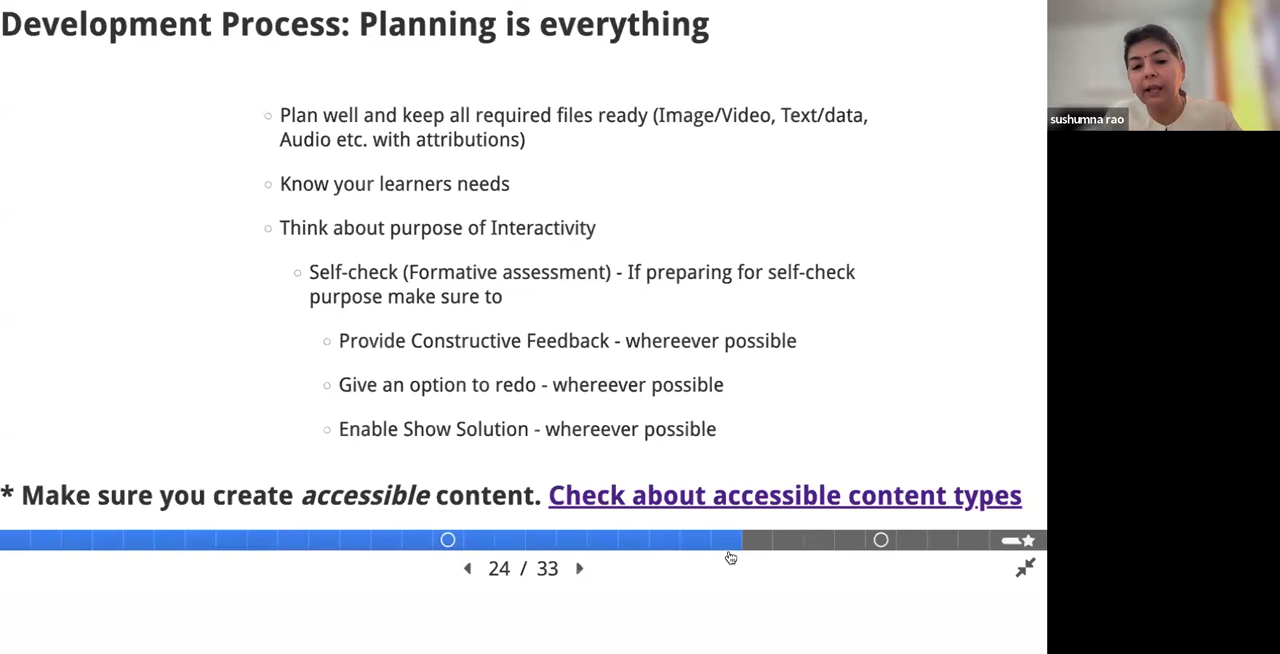 Development Process: Planning is everything
sushumna rao
Plan well and keep all required files ready (Image/Video, Text/data,
Audio etc. with attributions)
Know your learners needs
Think about purpose of Interactivity
Self-check (Formative assessment) - If preparing for self-check
purpose make sure to
Provide Constructive Feedback - whereever possible
Give an option to redo - whereever possible
Enable Show Solution - whereever possible
* Make sure you create accessible content. Check about accessible content types
24 / 33